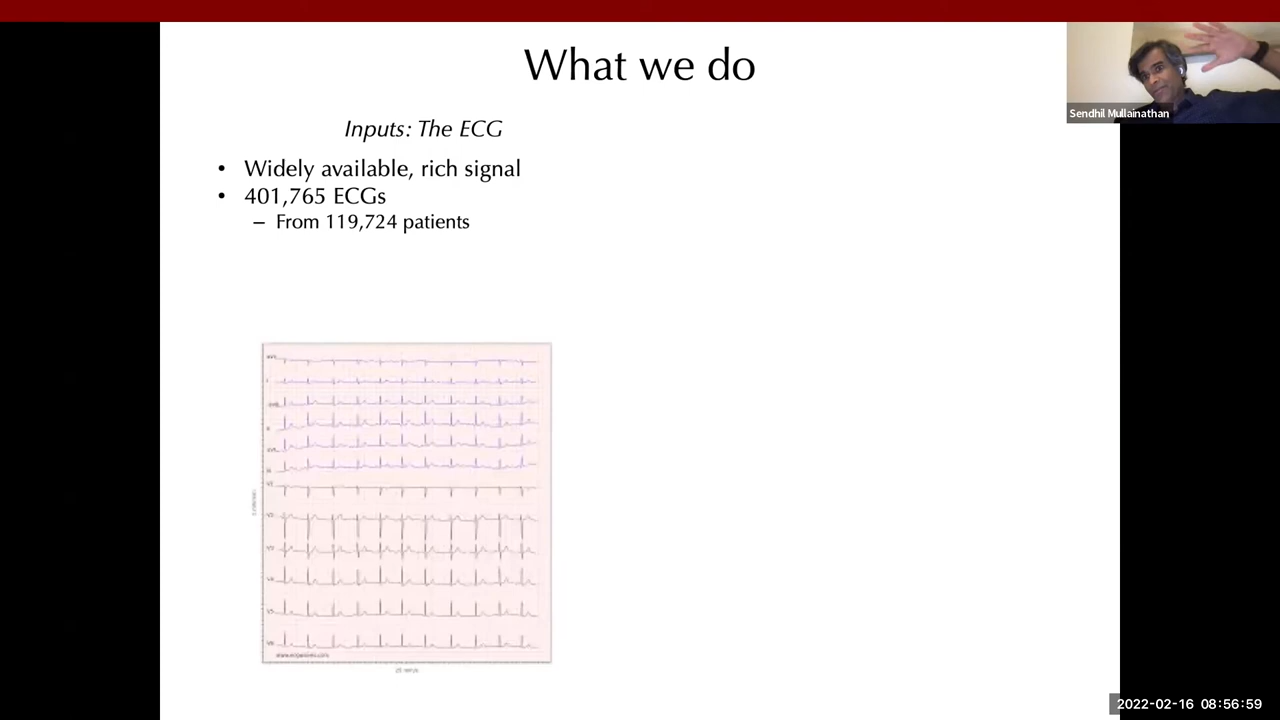 What we do
Sendhil Mullainathan
Inputs: The ECG
• Widely available, rich signal
• 401,765 ECGs
– From 119,724 patients
2022-02-16 08:56:59